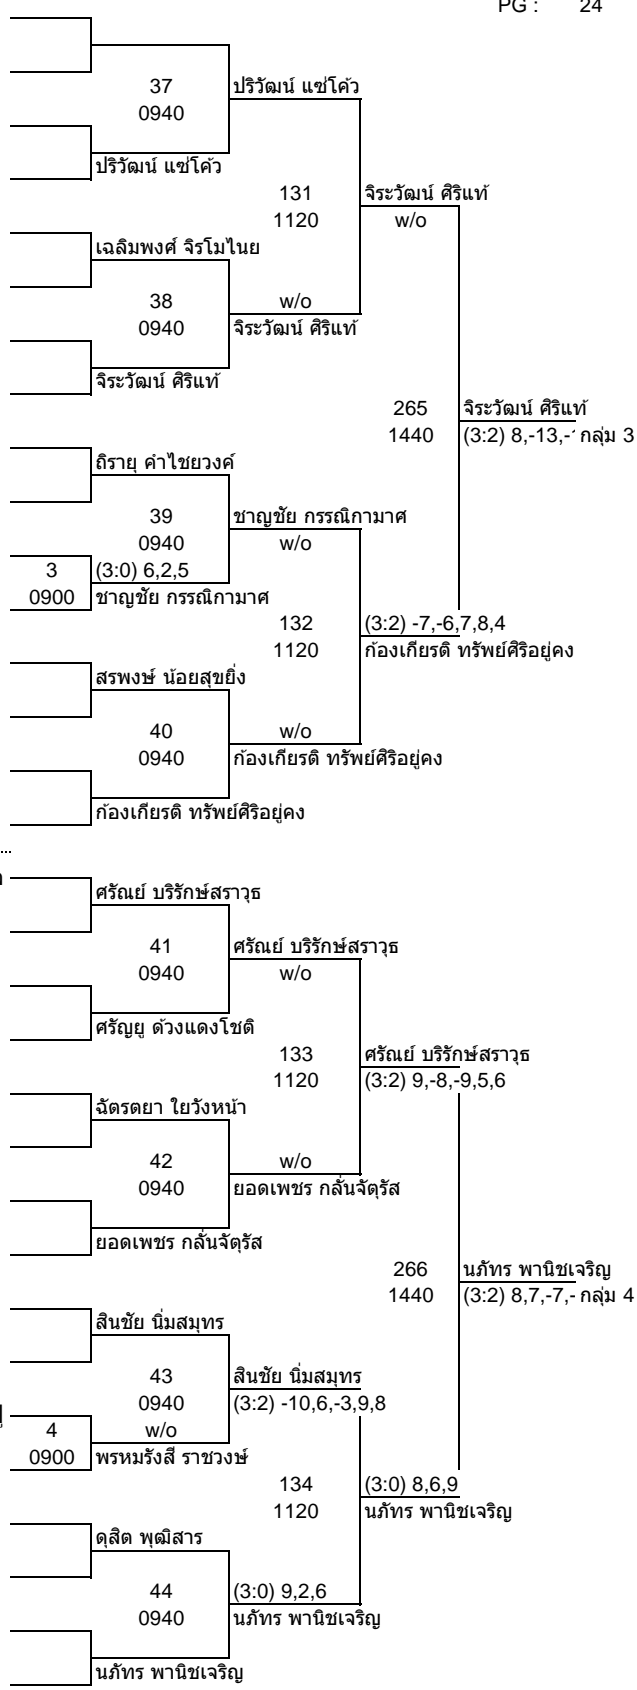 PG : 24
37 ปริวัฒน์ แซ่โค้ว
0940
ปริวัฒน์ แซ่โค้ว
131 จิระวัฒน์ ศิริแท้
1120 w/o
เฉลิมพงศ์ จิรโมไนย
38 w/o
0940 จิระวัฒน์ ศิริแท้
จิระวัฒน์ ศิริแท้
265 จิระวัฒน์ ศิริแท้
1440 (3:2) 8,-13,- กลุ่ม 3
ถิรายุ คำไชยวงค์
39 ชาญชัย กรรณิกามาศ
0940 w/o
3 (3:0) 6,2,5
0900 ชาญชัย กรรณิกามาศ
132 (3:2) -7,-6,7,8,4
1120 ก้องเกียรติ ทรัพย์ศิริอยู่คง
สรพงษ์ น้อยสุขยิ่ง
40 w/o
0940 ก้องเกียรติ ทรัพย์ศิริอยู่คง
ก้องเกียรติ ทรัพย์ศิริอยู่คง
ศรัณย์ บริรักษ์สราวุธ
41 ศรัณย์ บริรักษ์สราวุธ
0940 w/o
ศรัญยู ด้วงแดงโชติ
133 ศรัณย์ บริรักษ์สราวุธ
1120 (3:2) 9,-8,-9,5,6
ฉัตรตยา ใยวังหน้า
42 w/o
0940 ยอดเพชร กลั่นจัตุรัส
ยอดเพชร กลั่นจัตุรัส
266 นภัทร พานิชเจริญ
1440 (3:2) 8,7,-7,- กลุ่ม 4
สินชัย นิ่มสมุทร
43 สินชัย นิ่มสมุทร
0940 (3:2) -10,6,-3,9,8
4 w/o
0900 พรหมรังสี ราชวงษ์
134 (3:0) 8,6,9
1120 นภัทร พานิชเจริญ
ดุสิต พุฒิสาร
44 (3:0) 9,2,6
0940 นภัทร พานิชเจริญ
นภัทร พานิชเจริญ